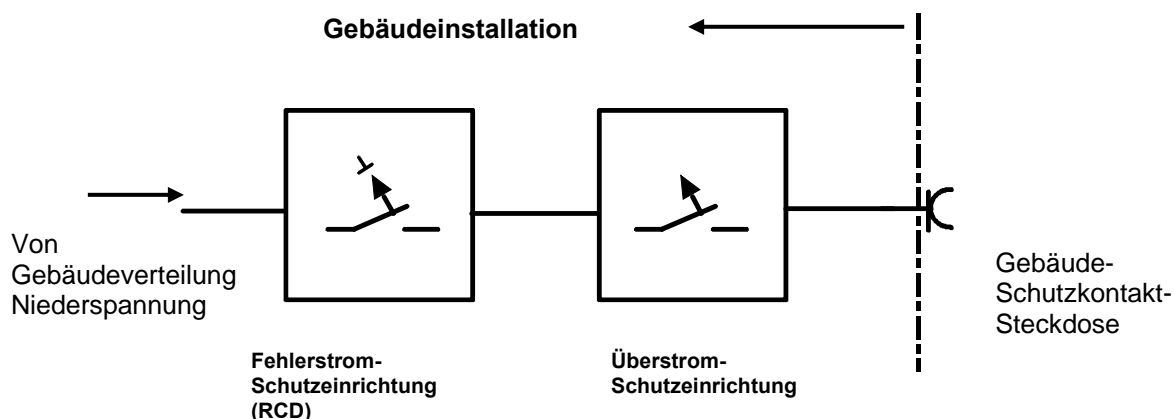 Gebäudeinstallation
Von
Gebäudeverteilung
Niederspannung
Gebäude-
Schutzkontakt-
Steckdose
Fehlerstrom-
Schutzeinrichtung
(RCD)
Überstrom-
Schutzeinrichtung